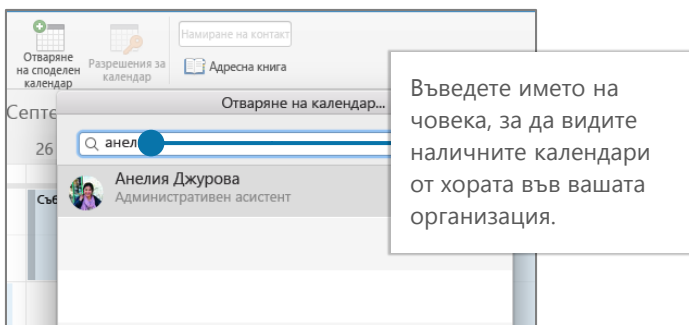 Намиране на контакт
Отваряне
на споделен
календар
Разрешения за
календар
Адресна книга
Септе
Отваряне на календар...
26
анел
Анелия Джурова
Административен асистент
Съб
Въведете името на
човека, за да видите
наличните календари
от хората във вашата
организация.